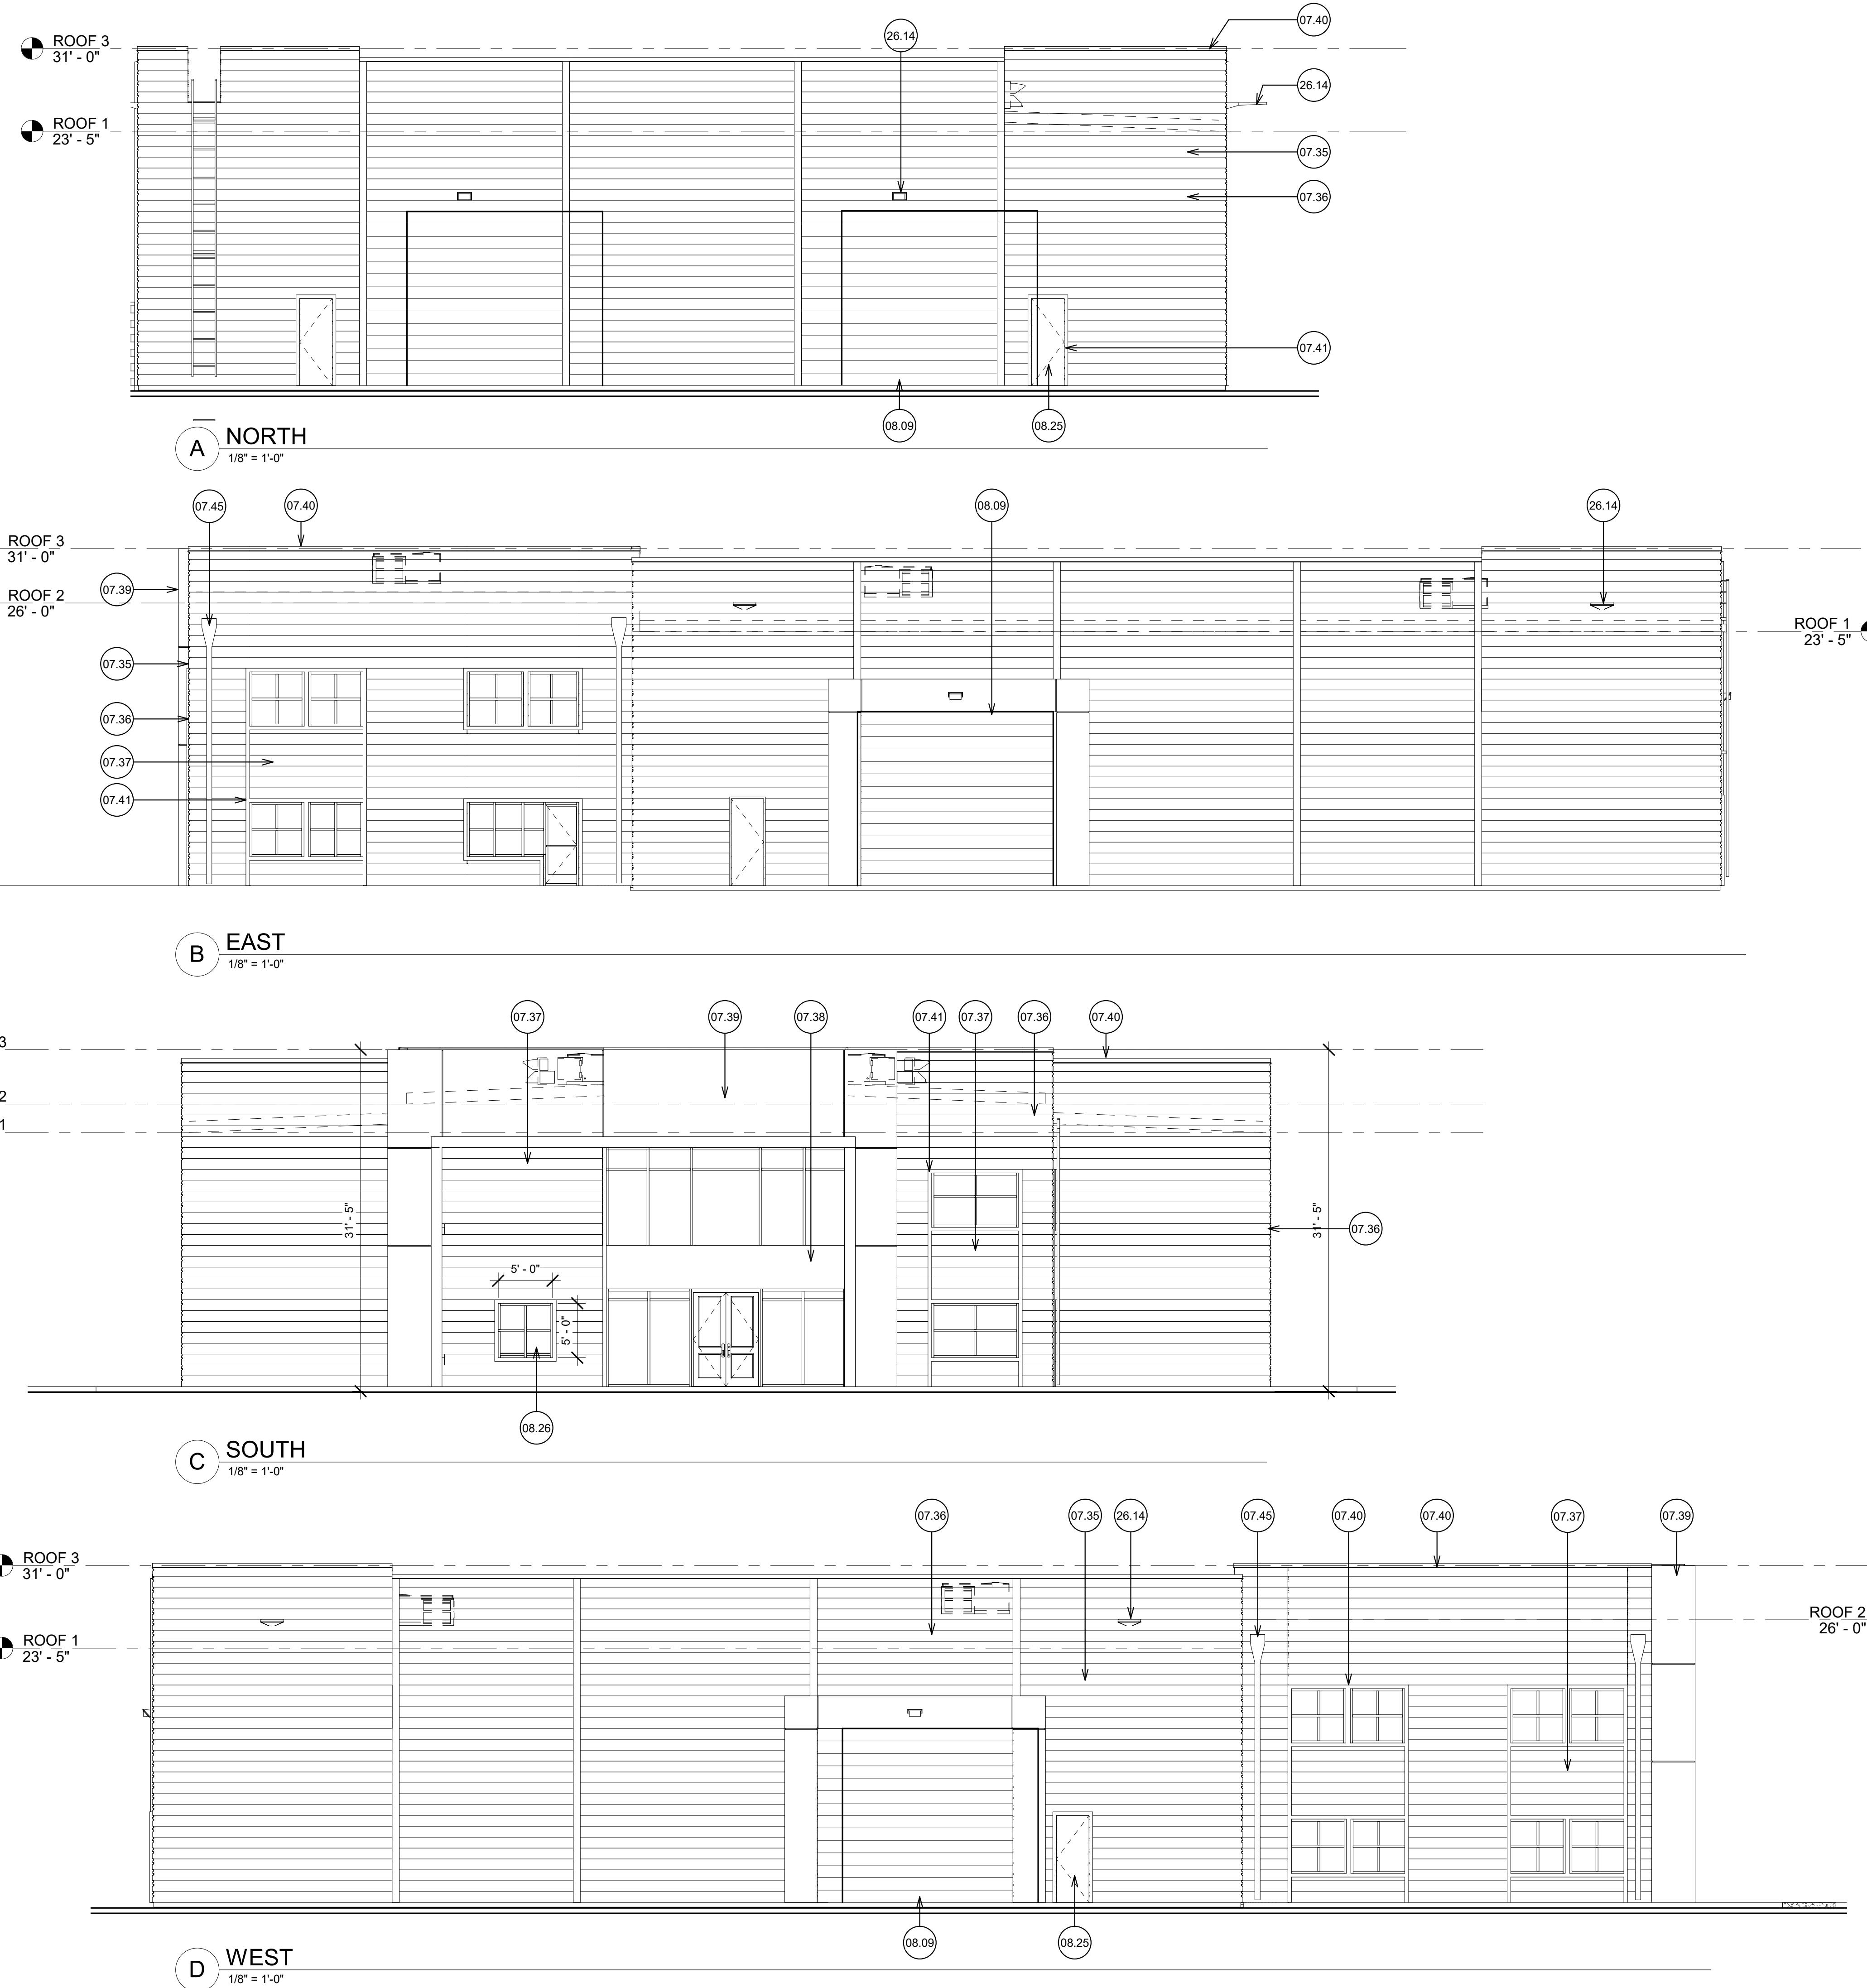 07.40
ROOF 3
31' - 0"
26.14
26.14
ROOF 1
23' - 5"
07.35
07.36
07.41
08.09
08.25
A
NORTH
1/8" = 1'-0"
07.45
07.40
08.09
26.14
ROOF 3
31' - 0"
07.39
ROOF 2
26' - 0"
ROOF 1
23' - 5"
07.35
07.36
07.37
07.41
B
EAST
1/8" = 1'-0"
07.37
07.39
07.38
07.41
07.37
07.36
07.40
3
2
1
31' - 5"
31' - 5"
07.36
5' - 0"
5' - 0"
08.26
C
SOUTH
1/8" = 1'-0"
07.36
07.35
26.14
07.45
07.40
07.40
07.37
07.39
ROOF 3
31' - 0"
ROOF 2
26' - 0"
ROOF 1
23' - 5"
08.09
08.25
D
WEST
1/8" = 1'-0"